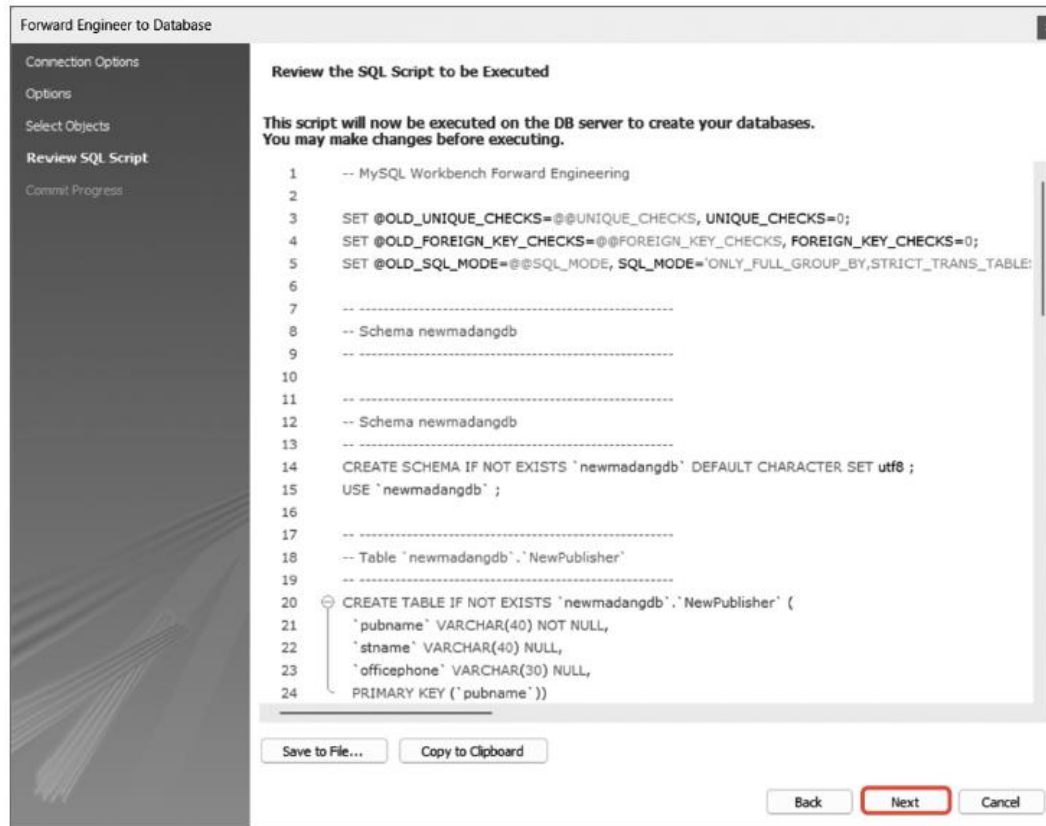 Forward Engineer to Database
Connection Options
Options
Select Objects
Review SQL Script
Commit Progress
Review the SQL Script to be Executed
This script will now be executed on the DB server to create your databases.
You may make changes before executing.
1 -- MySQL Workbench Forward Engineering
2
3 SET @OLD_UNIQUE_CHECKS=@@UNIQUE_CHECKS, UNIQUE_CHECKS=0;
4 SET @OLD_FOREIGN_KEY_CHECKS=@@FOREIGN_KEY_CHECKS, FOREIGN_KEY_CHECKS=0;
5 SET @OLD_SQL_MODE=@@SQL_MODE, SQL_MODE='ONLY_FULL_GROUP_BY,STRICT_TRANS_TABLES
6
7 -- -----------------------------------------------------
8 -- Schema newmadangdb
9 -- -----------------------------------------------------
10
11 -- -----------------------------------------------------
12 -- Schema newmadangdb
13 -- -----------------------------------------------------
14 CREATE SCHEMA IF NOT EXISTS `newmadangdb` DEFAULT CHARACTER SET utf8 ;
15 USE `newmadangdb` ;
16
17 -- -----------------------------------------------------
18 -- Table `newmadangdb`.`NewPublisher`
19 -- -----------------------------------------------------
20 CREATE TABLE IF NOT EXISTS `newmadangdb`.`NewPublisher` (
21 `pubname` VARCHAR(40) NOT NULL,
22 `stname` VARCHAR(40) NULL,
23 `officephone` VARCHAR(30) NULL,
24 PRIMARY KEY (`pubname`))
Save to File... Copy to Clipboard
Back Next Cancel